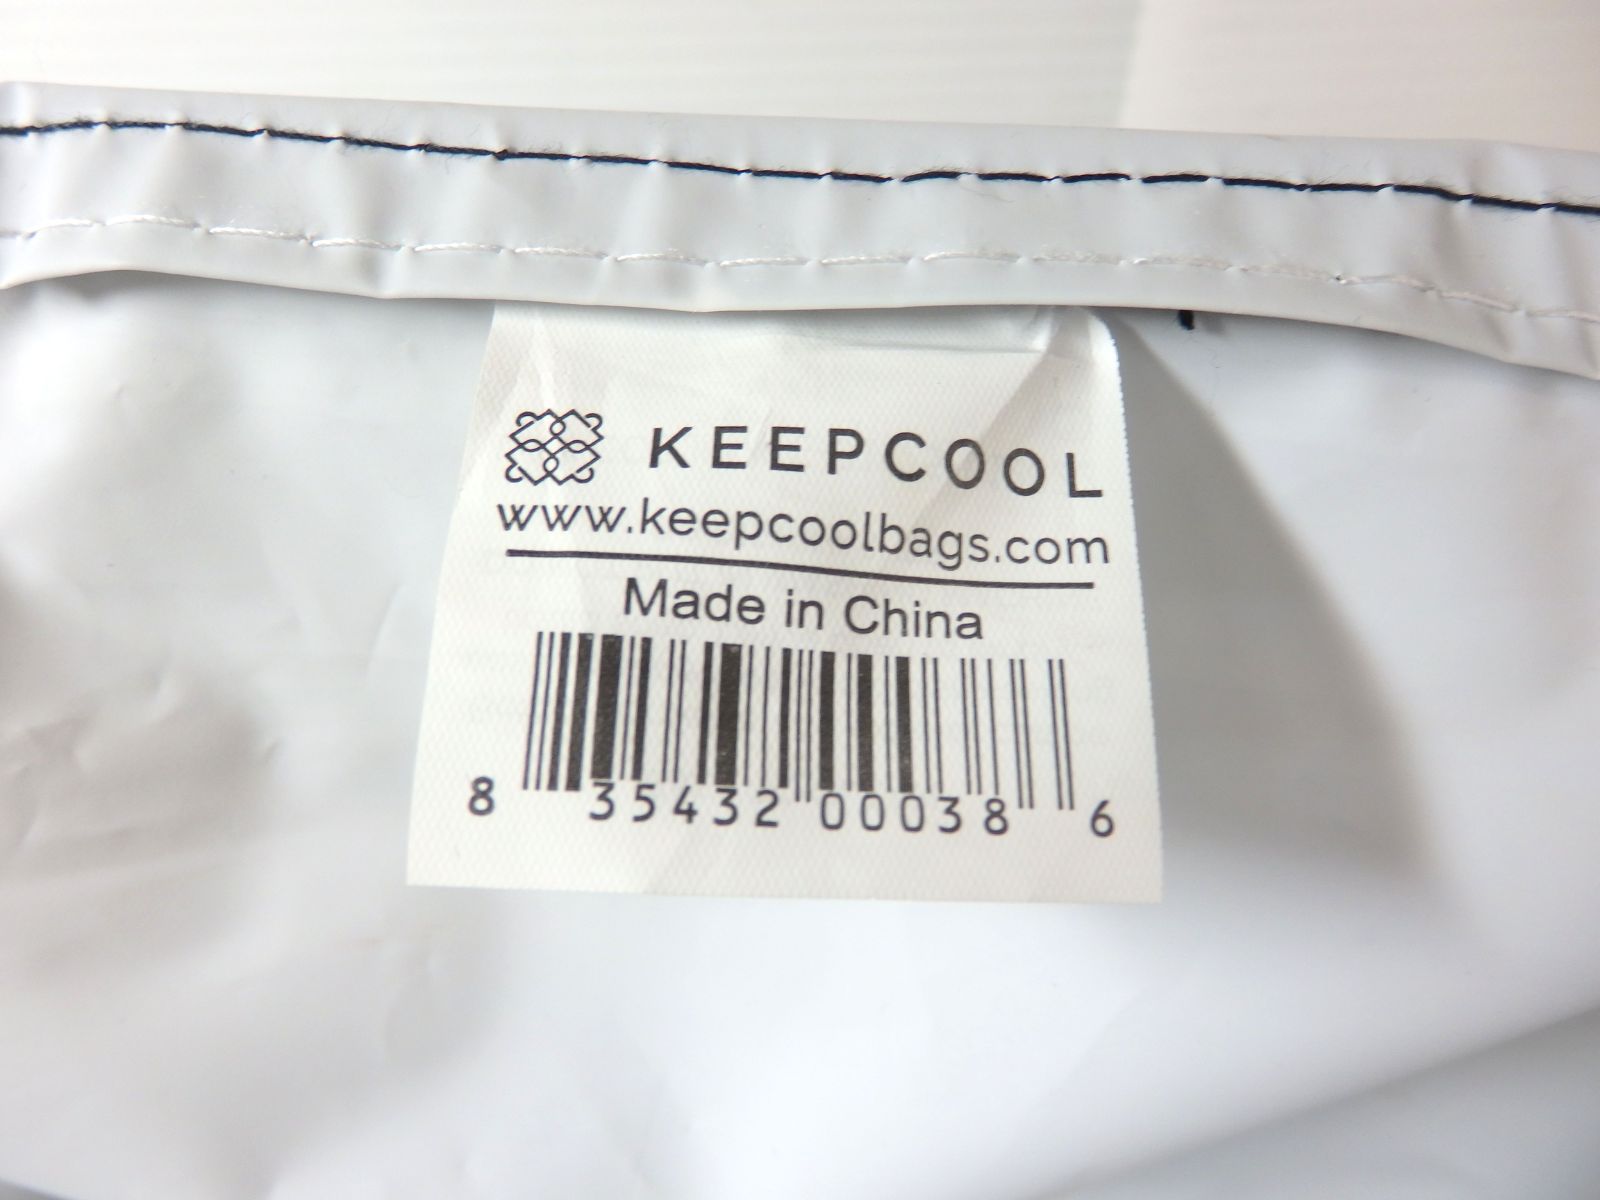 KEEPCOOL
www.keepcoolbags.com
Made in China
8 35432 00038 6